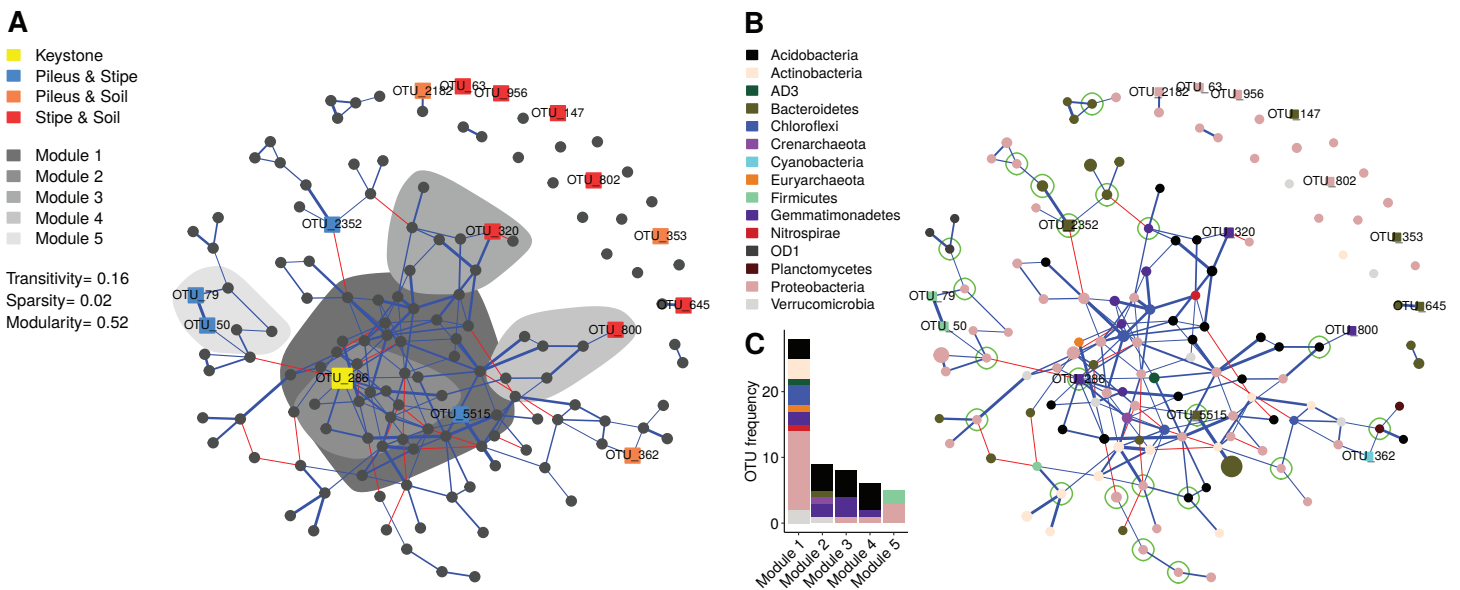 A
Keystone
Pileus & Stipe
Pileus & Soil
Stipe & Soil
Module 1
Module 2
Module 3
Module 4
Module 5
Transitivity= 0.16
Sparsity= 0.02
Modularity= 0.52
OTU_2182
OTU_63
OTU_956
OTU_147
OTU_802
OTU_2352
OTU_320
OTU_353
OTU_79
OTU_50
OTU_645
OTU_800
OTU_286
OTU_5515
OTU_362
B
Acidobacteria
Actinobacteria
AD3
Bacteroidetes
Chloroflexi
Crenarchaeota
Cyanobacteria
Euryarchaeota
Firmicutes
Gemmatimonadetes
Nitrospirae
OD1
Planctomycetes
Proteobacteria
Verrucomicrobia
OTU_2182
OTU_63
OTU_956
OTU_147
OTU_802
OTU_2352
OTU_320
OTU_353
OTU_79
OTU_50
OTU_645
OTU_800
OTU_286
OTU_5515
OTU_362
C
OTU frequency
20
10
0
Module 1
Module 2
Module 3
Module 4
Module 5